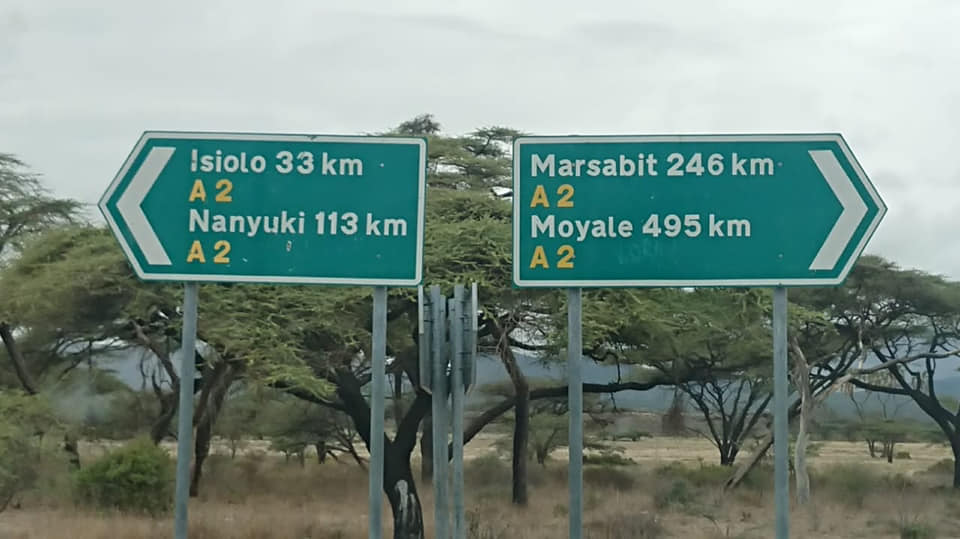 Isiolo 33 km
A 2
Nanyuki 113 km
A 2
Marsabit 246 km
A 2
Moyale 495 km
A 2